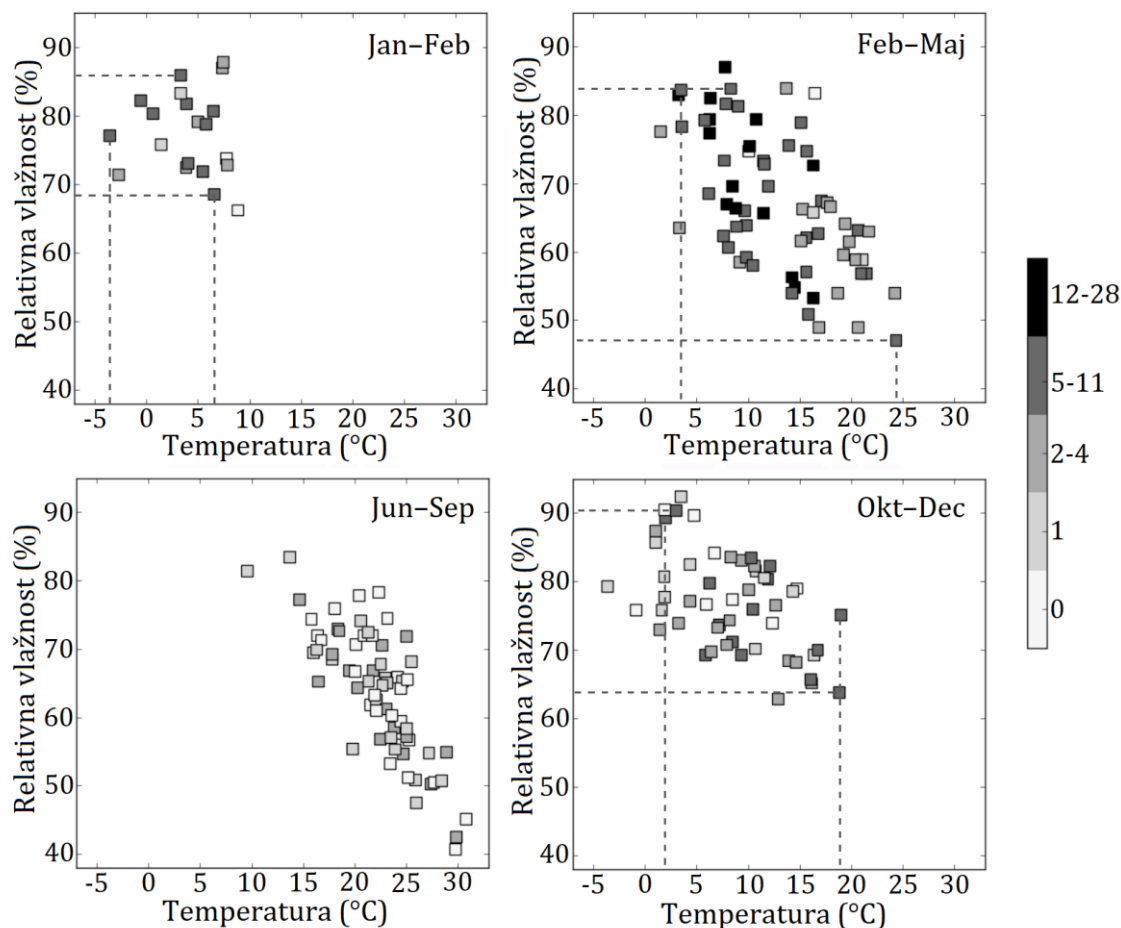 Jan–Feb
Relativna vlažnost (%)
90
80
70
60
50
40
-5 0 5 10 15 20 25 30
Temperatura (°C)
Feb–Maj
Relativna vlažnost (%)
90
80
70
60
50
40
-5 0 5 10 15 20 25 30
Temperatura (°C)
Jun–Sep
Relativna vlažnost (%)
90
80
70
60
50
40
-5 0 5 10 15 20 25 30
Temperatura (°C)
Okt–Dec
Relativna vlažnost (%)
90
80
70
60
50
40
-5 0 5 10 15 20 25 30
Temperatura (°C)
12-28
5-11
2-4
1
0